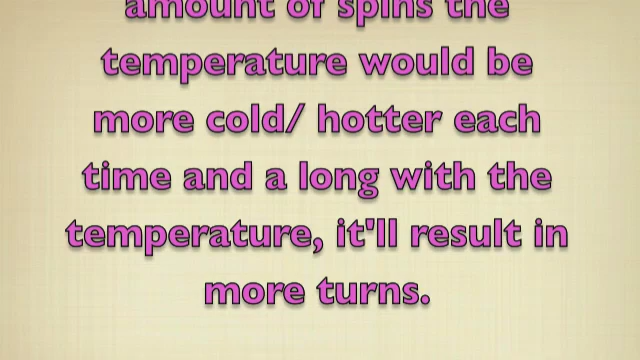 amount of spins the
temperature would be
more cold/ hotter each
time and a long with the
temperature, it'll result in
more turns.